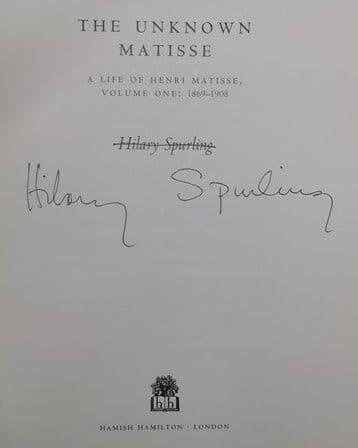 THE UNKNOWN
MATISSE
A LIFE OF HENRI MATISSE,
VOLUME ONE: 1869–1908
Hilary Spurling
Hilary Spurling
HAMISH HAMILTON · LONDON